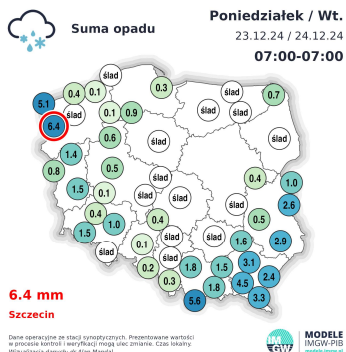 Suma opadu
Poniedziałek / Wt.
23.12.24 / 24.12.24
07:00-07:00
ślad
0.3
5.1
0.4
0.1
ślad
0.7
ślad
0.1
0.9
ślad
ślad
6.4
0.6
ślad
ślad
1.4
0.8
0.5
ślad
0.4
1.0
1.5
0.1
ślad
ślad
ślad
2.6
0.4
1.0
0.4
0.5
1.5
0.1
ślad
ślad
1.6
2.9
ślad
0.2
1.8
1.5
3.1
2.4
0.3
1.8
4.5
5.6
3.3
6.4 mm
Szczecin
Dane operacyjne ze stacji synoptycznych. Prezentowane wartości
w procesie kontroli i weryfikacji mogą ulec zmianie. Czas lokalny.
IMGW
MODELE
IMGW-PIB